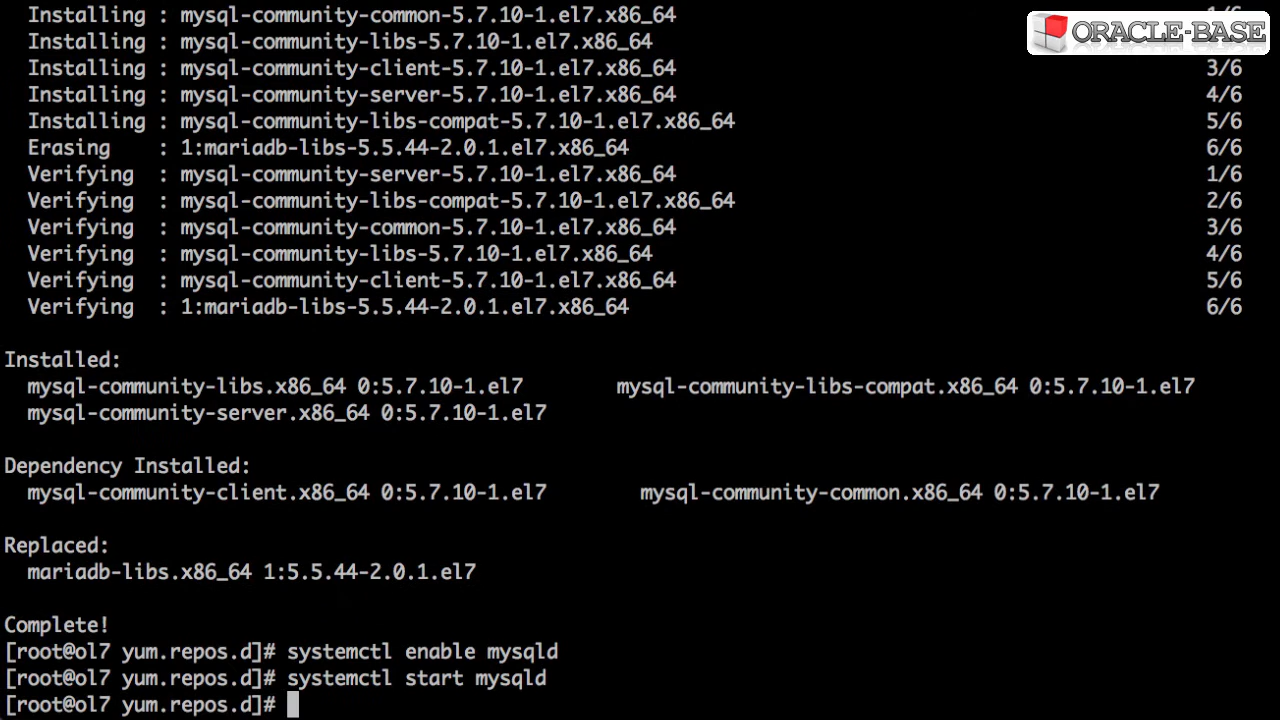 Installing : mysql-community-common-5.7.10-1.el7.x86_64 1/6
Installing : mysql-community-libs-5.7.10-1.el7.x86_64
ORACLE-BASE
Installing : mysql-community-client-5.7.10-1.el7.x86_64 3/6
Installing : mysql-community-server-5.7.10-1.el7.x86_64 4/6
Installing : mysql-community-libs-compat-5.7.10-1.el7.x86_64 5/6
Erasing : 1:mariadb-libs-5.5.44-2.0.1.el7.x86_64 6/6
Verifying : mysql-community-server-5.7.10-1.el7.x86_64 1/6
Verifying : mysql-community-libs-compat-5.7.10-1.el7.x86_64 2/6
Verifying : mysql-community-common-5.7.10-1.el7.x86_64 3/6
Verifying : mysql-community-libs-5.7.10-1.el7.x86_64 4/6
Verifying : mysql-community-client-5.7.10-1.el7.x86_64 5/6
Verifying : 1:mariadb-libs-5.5.44-2.0.1.el7.x86_64 6/6
Installed:
mysql-community-libs.x86_64 0:5.7.10-1.el7 mysql-community-libs-compat.x86_64 0:5.7.10-1.el7
mysql-community-server.x86_64 0:5.7.10-1.el7
Dependency Installed:
mysql-community-client.x86_64 0:5.7.10-1.el7 mysql-community-common.x86_64 0:5.7.10-1.el7
Replaced:
mariadb-libs.x86_64 1:5.5.44-2.0.1.el7
Complete!
[root@ol7 yum.repos.d]# systemctl enable mysqld
[root@ol7 yum.repos.d]# systemctl start mysqld
[root@ol7 yum.repos.d]#